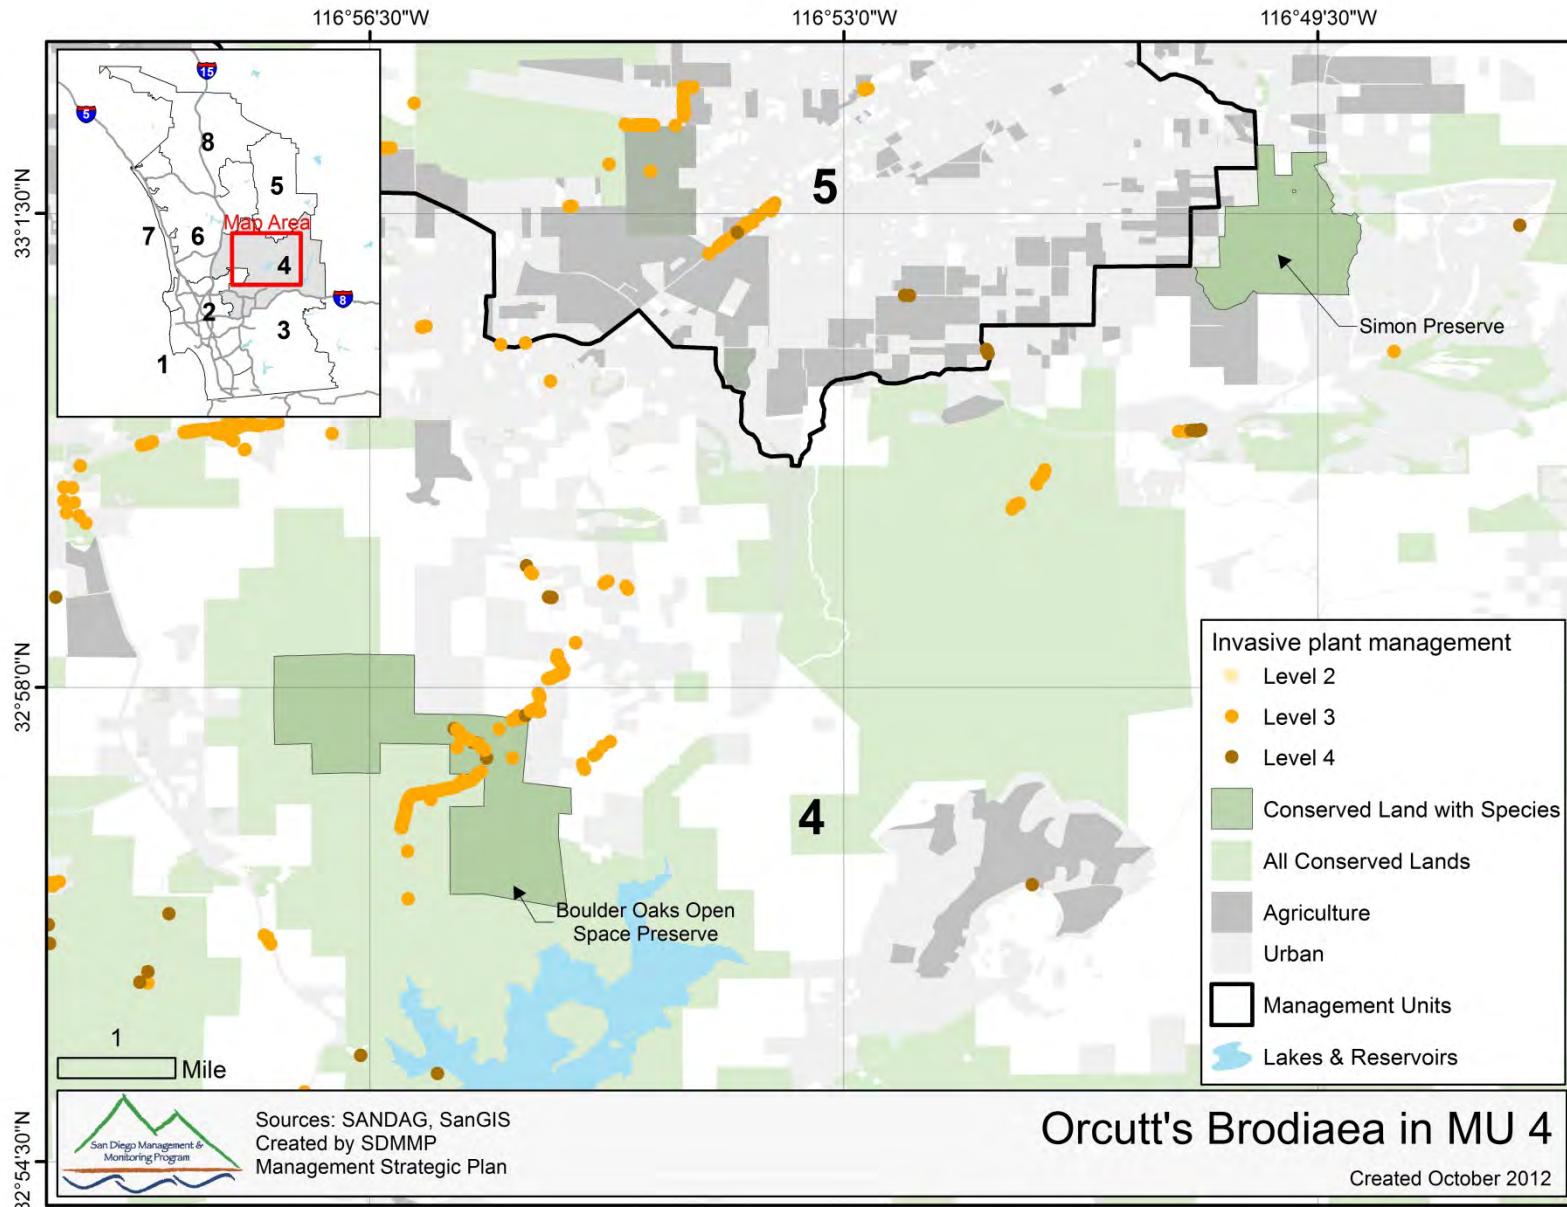 116°56'30"W
116°53'0"W
116°49'30"W
33°1'30"N
32°58'0"N
32°54'30"N
15
5
8
5
Map Area
7
6
4
2
8
3
1
5
Simon Preserve
4
Boulder Oaks Open
Space Preserve
1
Mile
Invasive plant management
Level 2
Level 3
Level 4
Conserved Land with Species
All Conserved Lands
Agriculture
Urban
Management Units
Lakes & Reservoirs
San Diego Management &
Monitoring Program
Sources: SANDAG, SanGIS
Created by SDMMP
Management Strategic Plan
Orcutt's Brodiaea in MU 4
Created October 2012